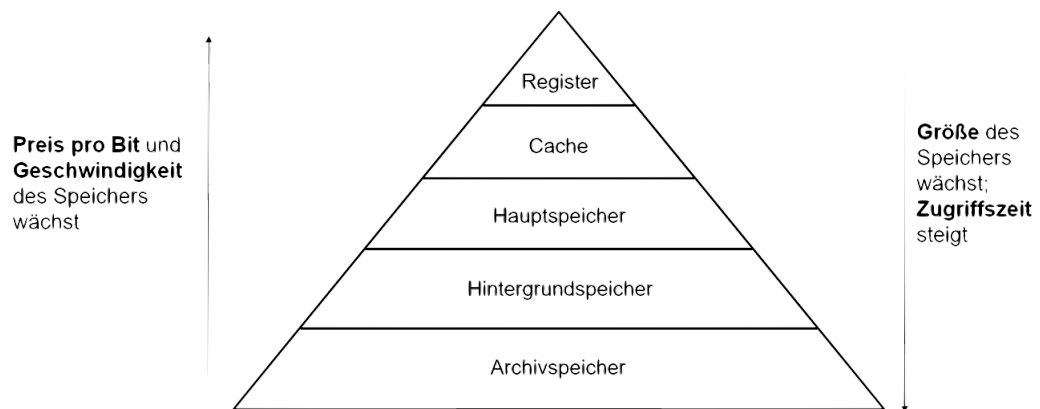 Register
Cache
Hauptspeicher
Hintergrundspeicher
Archivspeicher
Preis pro Bit und
Geschwindigkeit
des Speichers
wächst
Größe des
Speichers
wächst;
Zugriffszeit
steigt